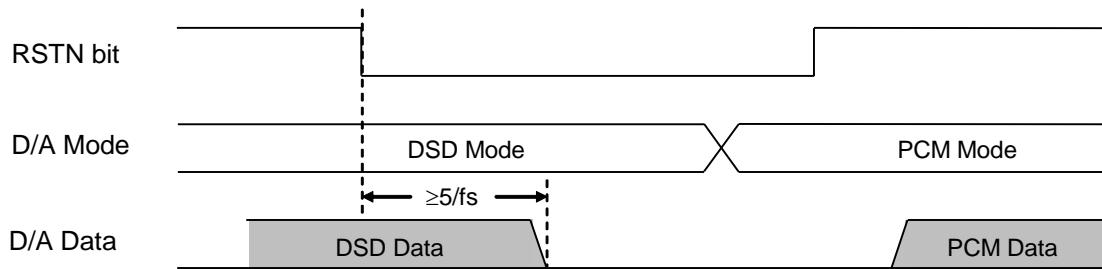 RSTN bit
D/A Mode
DSD Mode
PCM Mode
≥5/fs
D/A Data
DSD Data
PCM Data